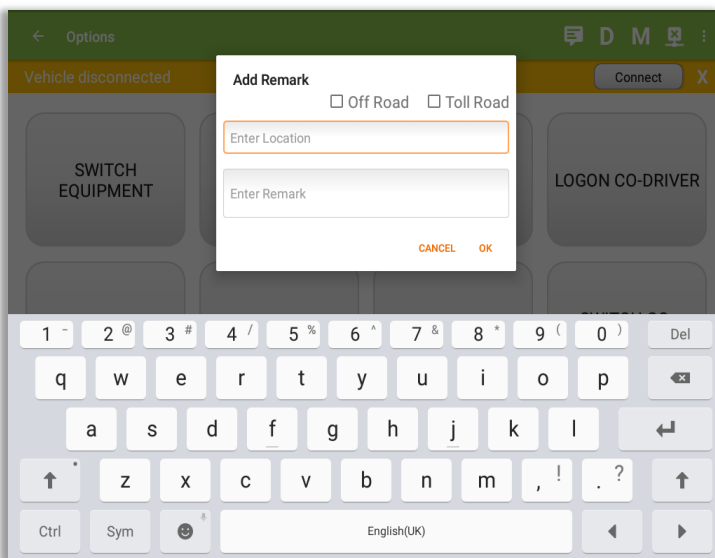 Options
D M
Vehicle disconnected
Connect X
Add Remark
Off Road Toll Road
Enter Location
Enter Remark
CANCEL OK
SWITCH
EQUIPMENT
LOGON CO-DRIVER
1 - 2 @ 3 # 4 / 5 % 6 ^ 7 & 8 * 9 ( 0 ) Del
q w e r t y u i o p
a s d f g h j k l
z x c v b n m , ! . ?
Ctrl Sym English(UK)